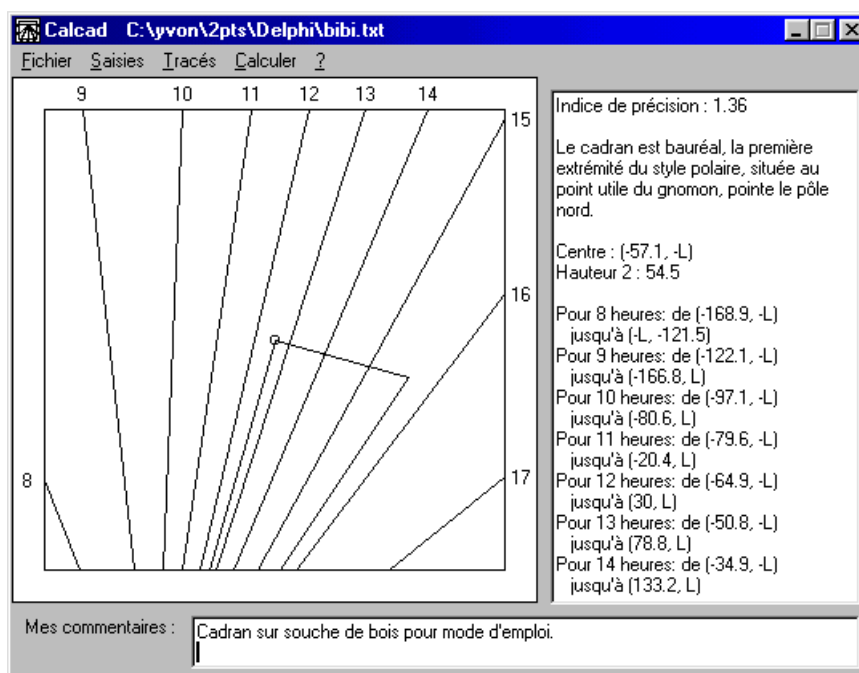 Calcad C:\yvon\2pts\Delphi\bibi.txt
Fichier Saisies Tracés Calculer ?
9 10 11 12 13 14
15
16
8
17
Indice de précision : 1.36
Le cadran est bauréal, la première
extrémité du style polaire, située au
point utile du gnomon, pointe le pôle
nord.
Centre : (-57.1, -L)
Hauteur 2 : 54.5
Pour 8 heures: de (-168.9, -L)
jusqu'à (-L, -121.5)
Pour 9 heures: de (-122.1, -L)
jusqu'à (-166.8, L)
Pour 10 heures: de (-97.1, -L)
jusqu'à (-80.6, L)
Pour 11 heures: de (-79.6, -L)
jusqu'à (-20.4, L)
Pour 12 heures: de (-64.9, -L)
jusqu'à (30, L)
Pour 13 heures: de (-50.8, -L)
jusqu'à (78.8, L)
Pour 14 heures: de (-34.9, -L)
jusqu'à (133.2, L)
Mes commentaires :
Cadran sur souche de bois pour mode d'emploi.